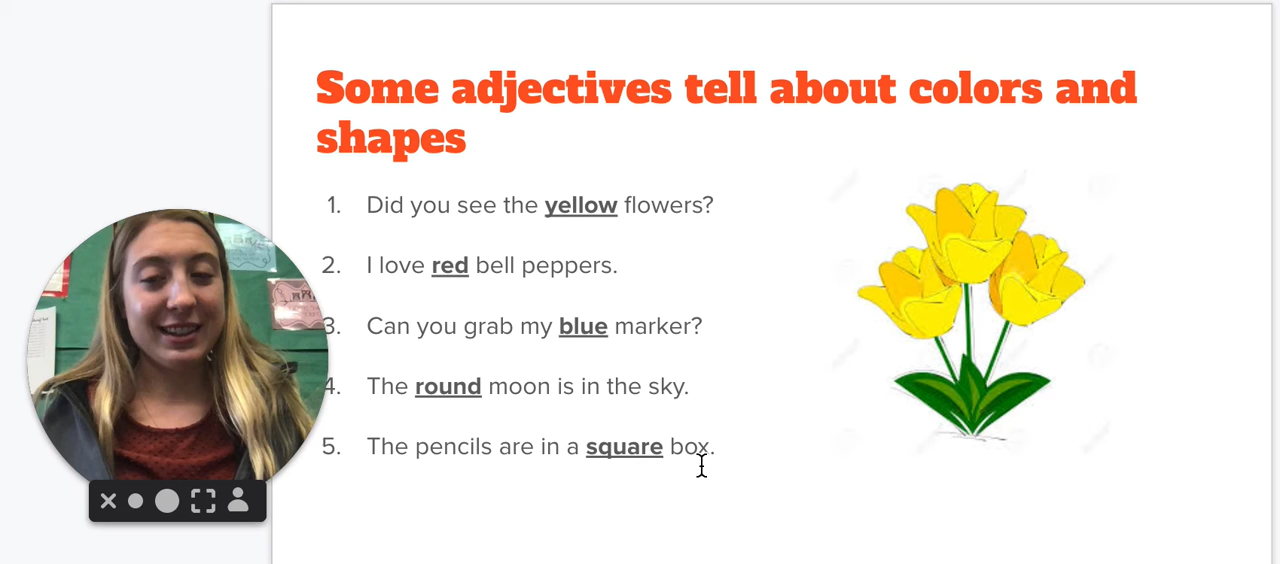 Some adjectives tell about colors and
shapes
1. Did you see the yellow flowers?
2. I love red bell peppers.
3. Can you grab my blue marker?
4. The round moon is in the sky.
5. The pencils are in a square box.